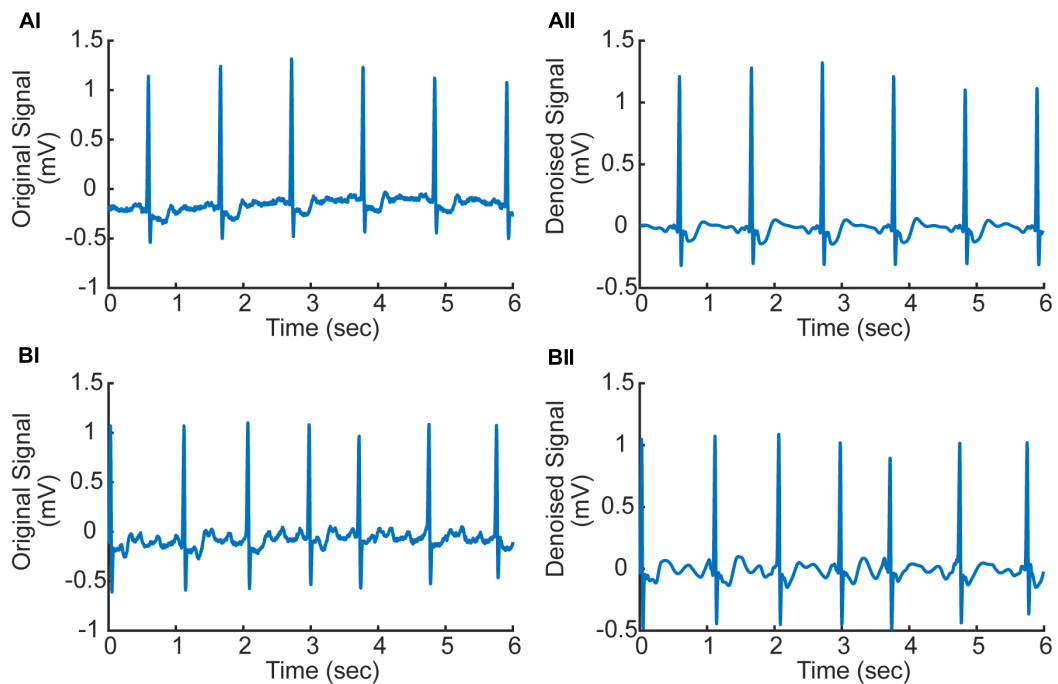 AI
Original Signal
(mV)
1.5
1
0.5
0
-0.5
-1
0 1 2 3 4 5 6
Time (sec)
AII
Denoised Signal
(mV)
1.5
1
0.5
0
-0.5
0 1 2 3 4 5 6
Time (sec)
BI
Original Signal
(mV)
1.5
1
0.5
0
-0.5
-1
0 1 2 3 4 5 6
Time (sec)
BII
Denoised Signal
(mV)
1.5
1
0.5
0
-0.5
0 1 2 3 4 5 6
Time (sec)